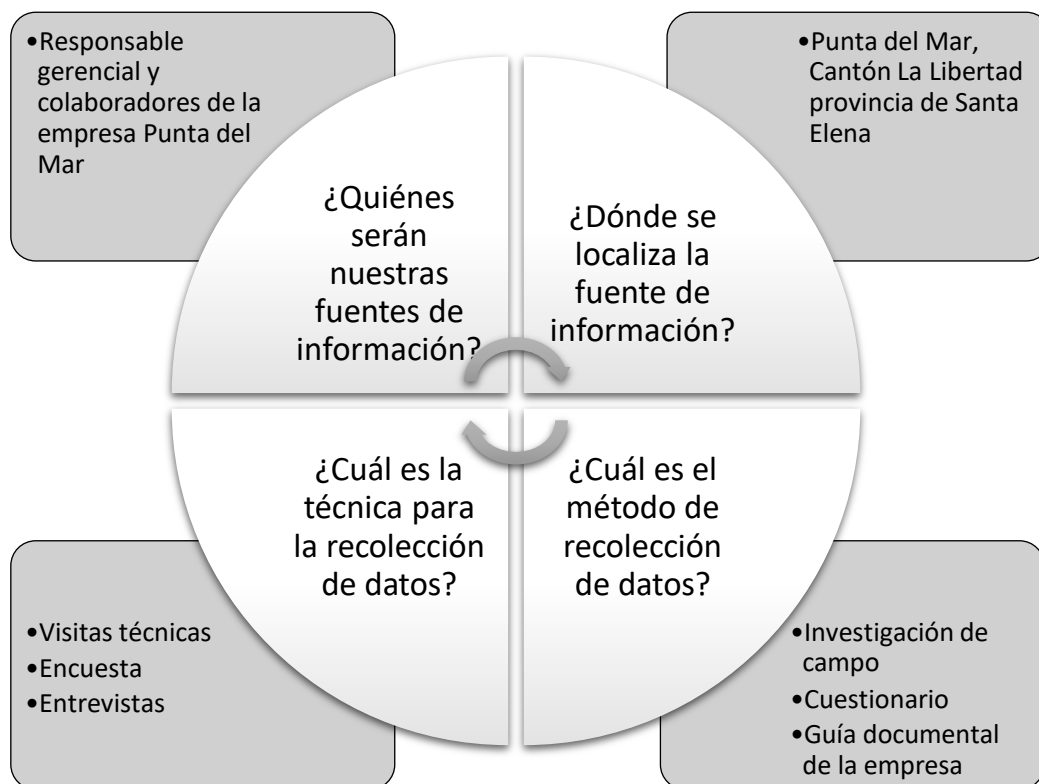 •Responsable
gerencial y
colaboradores de la
empresa Punta del
Mar
•Punta del Mar,
Cantón La Libertad
provincia de Santa
Elena
¿Quiénes
serán
nuestras
fuentes de
información?
¿Dónde se
localiza la
fuente de
información?
¿Cuál es la
técnica para
la recolección
de datos?
¿Cuál es el
método de
recolección
de datos?
•Visitas técnicas
•Encuesta
•Entrevistas
•Investigación de
campo
•Cuestionario
•Guía documental
de la empresa